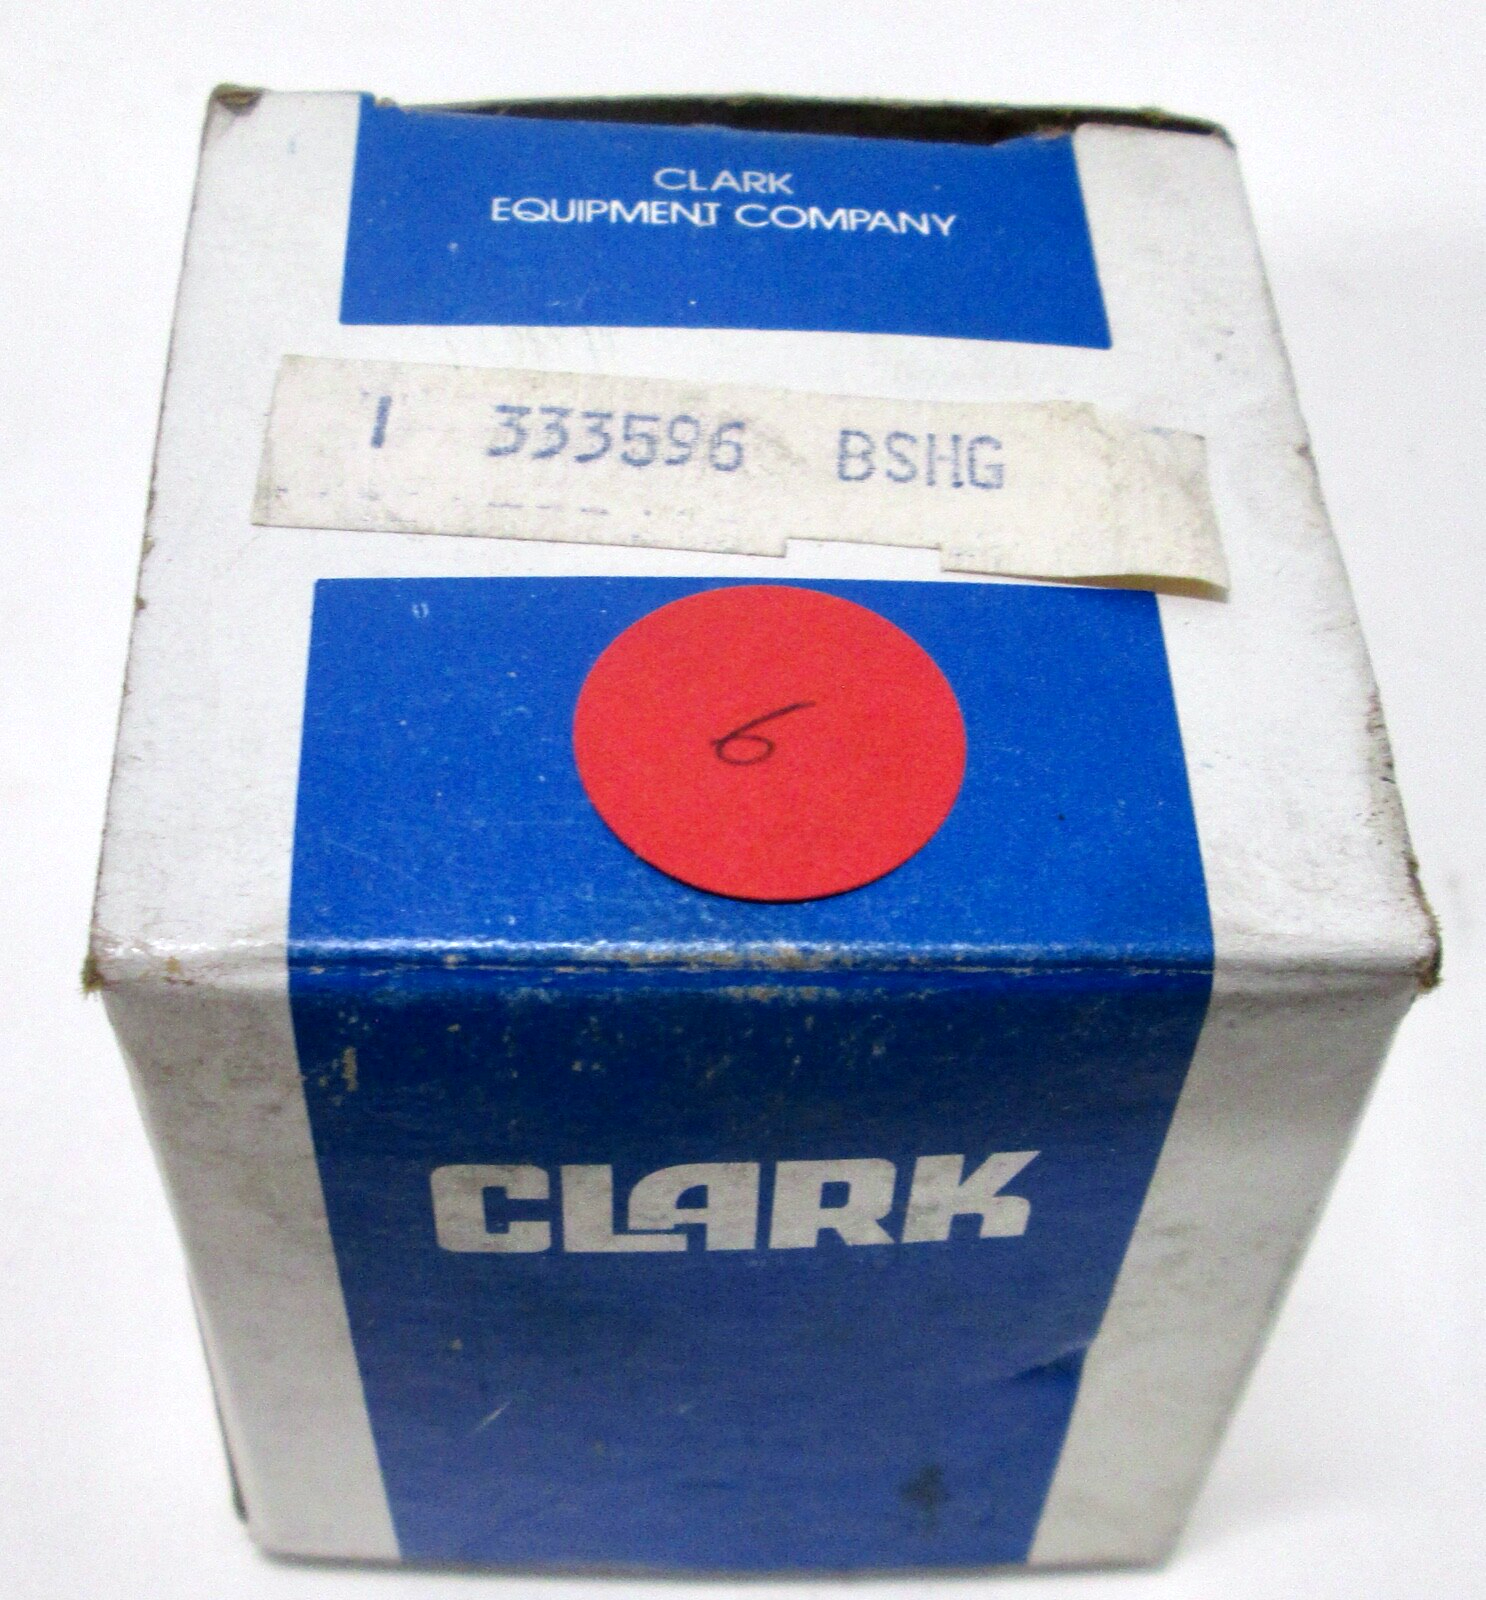 CLARK
EQUIPMENT COMPANY
1 333596 BSHG
6
CLARK